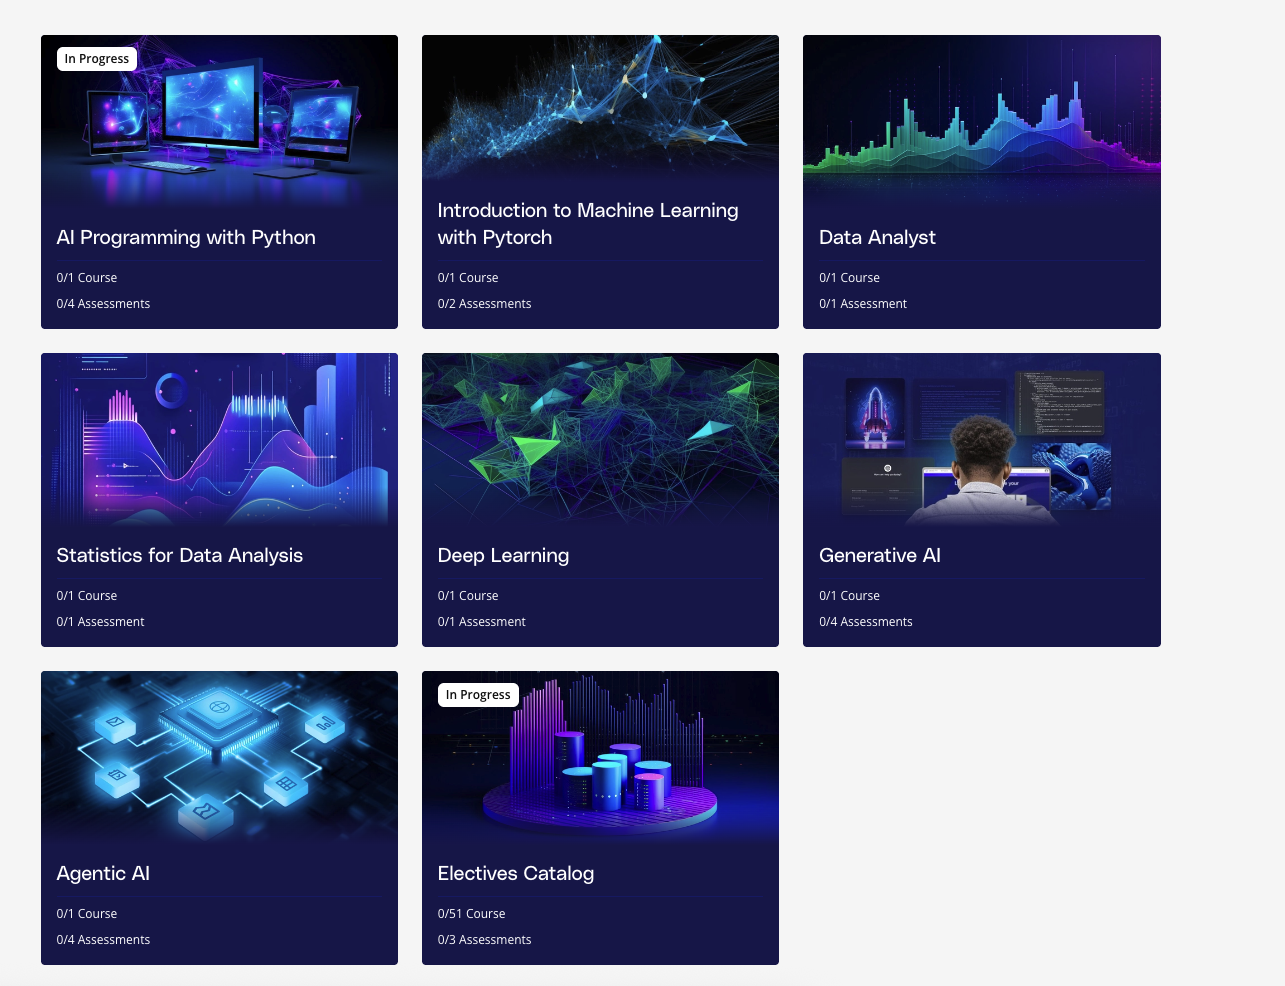 In Progress
AI Programming with Python
0/1 Course
0/4 Assessments
Introduction to Machine Learning
with Pytorch
0/1 Course
0/2 Assessments
Data Analyst
0/1 Course
0/1 Assessment
Statistics for Data Analysis
0/1 Course
0/1 Assessment
Deep Learning
0/1 Course
0/1 Assessment
Generative AI
0/1 Course
0/4 Assessments
Agentic AI
0/1 Course
0/4 Assessments
In Progress
Electives Catalog
0/51 Course
0/3 Assessments